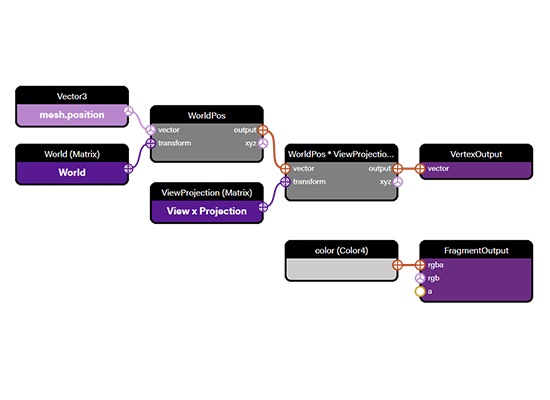 Vector3
mesh.position
World (Matrix)
World
WorldPos
vector output
transform xyz
ViewProjection (Matrix)
View x Projection
WorldPos * ViewProjectio...
vector output
transform xyz
VertexOutput
vector
color (Color4)
FragmentOutput
rgba
rgb
a